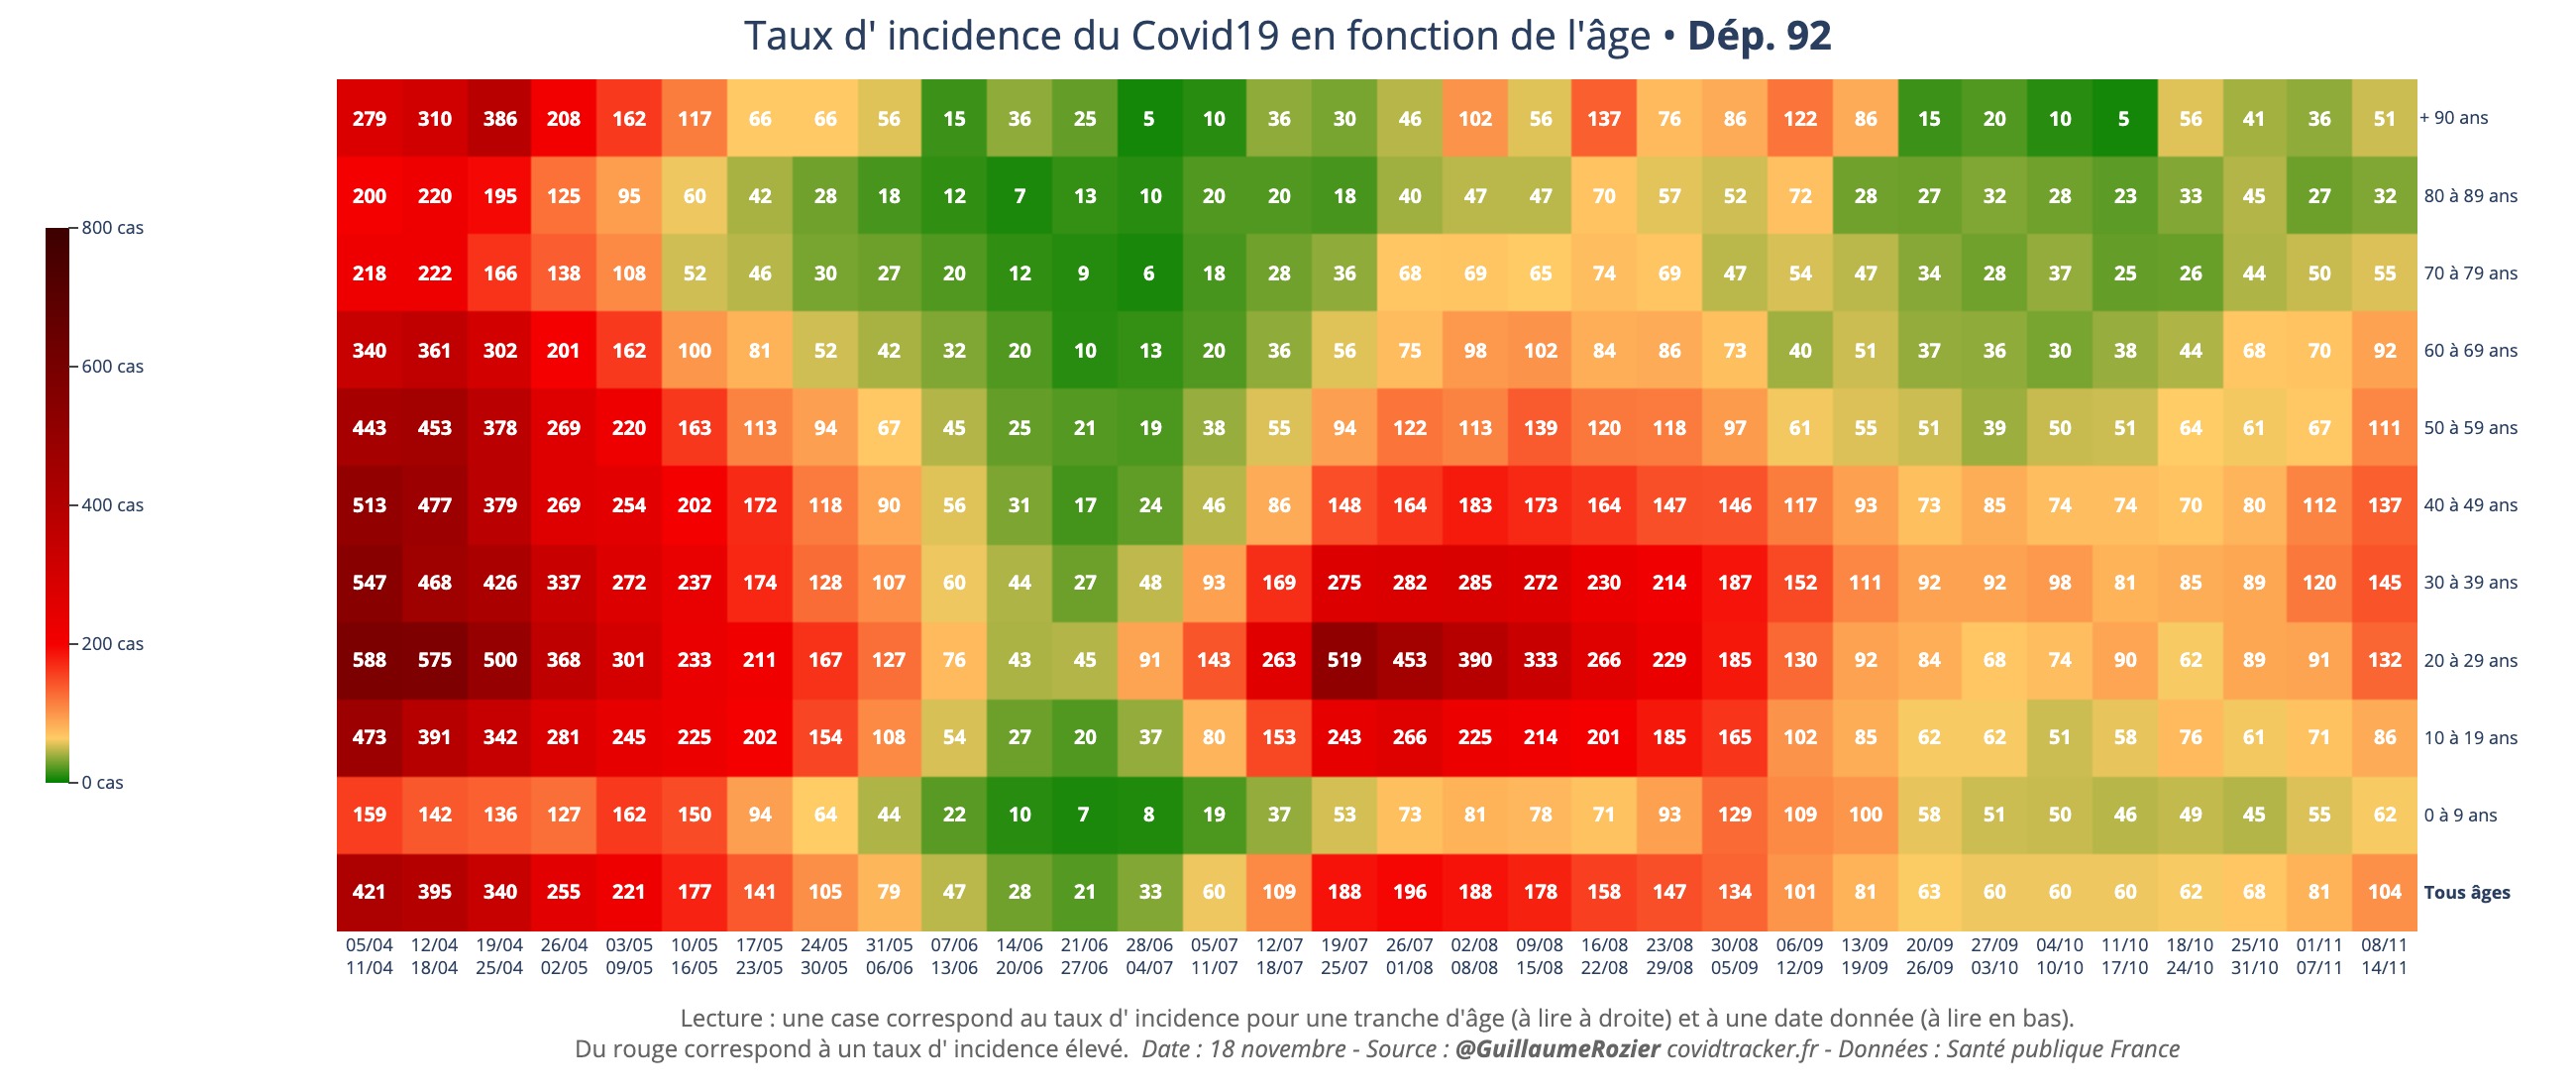 Taux d' incidence du Covid19 en fonction de l'âge • Dép. 92
800 cas
600 cas
400 cas
200 cas
0 cas
279 310 386 208 162 117 66 66 56 15 36 25 5 10 36 30 46 102 56 137 76 86 122 86 15 20 10 5 56 41 36 51 + 90 ans
200 220 195 125 95 60 42 28 18 12 7 13 10 20 20 18 40 47 47 70 57 52 72 28 27 32 28 23 33 45 27 32 80 à 89 ans
218 222 166 138 108 52 46 30 27 20 12 9 6 18 28 36 68 69 65 74 69 47 54 47 34 28 37 25 26 44 50 55 70 à 79 ans
340 361 302 201 162 100 81 52 42 32 20 10 13 20 36 56 75 98 102 84 86 73 40 51 37 36 30 38 44 68 70 92 60 à 69 ans
443 453 378 269 220 163 113 94 67 45 25 21 19 38 55 94 122 113 139 120 118 97 61 55 51 39 50 51 64 61 67 111 50 à 59 ans
513 477 379 269 254 202 172 118 90 56 31 17 24 46 86 148 164 183 173 164 147 146 117 93 73 85 74 74 70 80 112 137 40 à 49 ans
547 468 426 337 272 237 174 128 107 60 44 27 48 93 169 275 282 285 272 230 214 187 152 111 92 92 98 81 85 89 120 145 30 à 39 ans
588 575 500 368 301 233 211 167 127 76 43 45 91 143 263 519 453 390 333 266 229 185 130 92 84 68 74 90 62 89 91 132 20 à 29 ans
473 391 342 281 245 225 202 154 108 54 27 20 37 80 153 243 266 225 214 201 185 165 102 85 62 62 51 58 76 61 71 86 10 à 19 ans
159 142 136 127 162 150 94 64 44 22 10 7 8 19 37 53 73 81 78 71 93 129 109 100 58 51 50 46 49 45 55 62 0 à 9 ans
421 395 340 255 221 177 141 105 79 47 28 21 33 60 109 188 196 188 178 158 147 134 101 81 63 60 60 60 62 68 81 104 Tous âges
05/04 12/04 19/04 26/04 03/05 10/05 17/05 24/05 31/05 07/06 14/06 21/06 28/06 05/07 12/07 19/07 26/07 02/08 09/08 16/08 23/08 30/08 06/09 13/09 20/09 27/09 04/10 11/10 18/10 25/10 01/11 08/11
11/04 18/04 25/04 02/05 09/05 16/05 23/05 30/05 06/06 13/06 20/06 27/06 04/07 11/07 18/07 25/07 01/08 08/08 15/08 22/08 29/08 05/09 12/09 19/09 26/09 03/10 10/10 17/10 24/10 31/10 07/11 14/11
Lecture : une case correspond au taux d' incidence pour une tranche d'âge (à lire à droite) et à une date donnée (à lire en bas).
Du rouge correspond à un taux d' incidence élevé. Date : 18 novembre - Source : @GuillaumeRozier covidtracker.fr - Données : Santé publique France